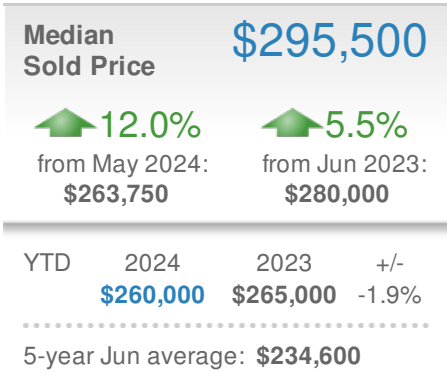 Median $295,500
Sold Price
12.0% 5.5%
from May 2024: from Jun 2023:
$263,750 $280,000
YTD 2024 2023 +/-
$260,000 $265,000 -1.9%
5-year Jun average: $234,600